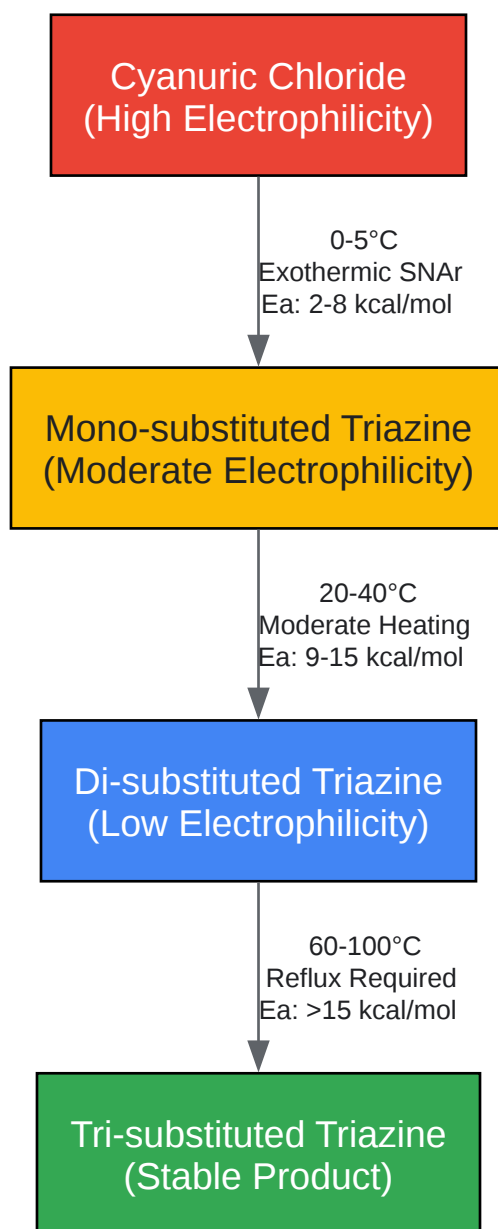 Cyanuric Chloride
(High Electrophilicity)
0-5°C
Exothermic SNAr
Ea: 2-8 kcal/mol
Mono-substituted Triazine
(Moderate Electrophilicity)
20-40°C
Moderate Heating
Ea: 9-15 kcal/mol
Di-substituted Triazine
(Low Electrophilicity)
60-100°C
Reflux Required
Ea: >15 kcal/mol
Tri-substituted Triazine
(Stable Product)